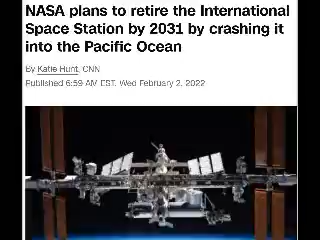 NASA plans to retire the International
Space Station by 2031 by crashing it
into the Pacific Ocean
By Katie Hunt, CNN
Published 6:59 AM EST, Wed February 2, 2022